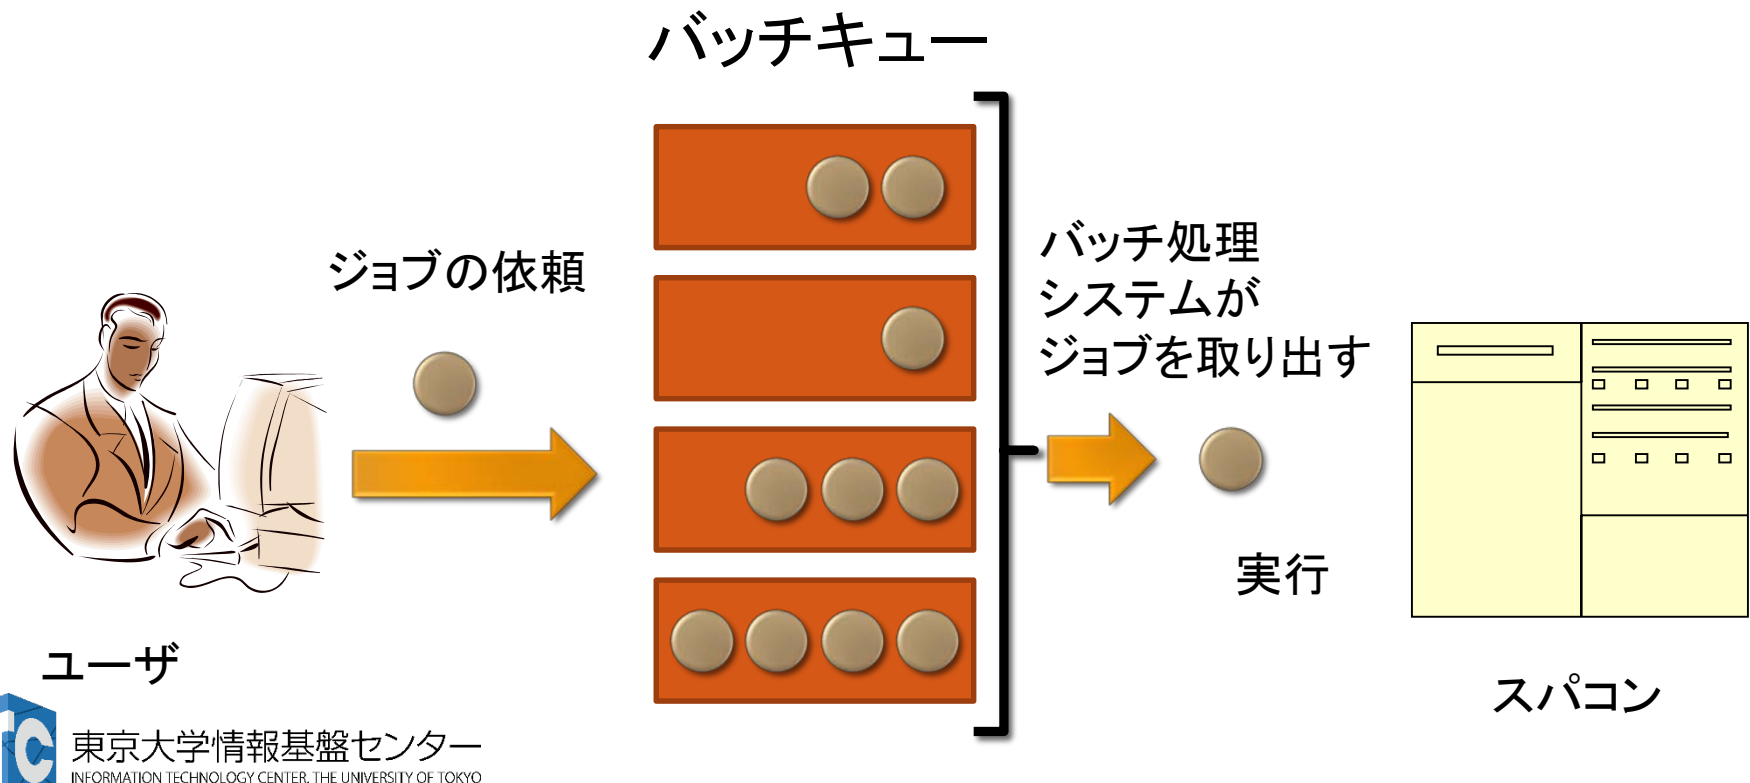 バッチキュー
ジョブの依頼
バッチ処理
システムが
ジョブを取り出す
実行
ユーザ
スパコン
東京大学情報基盤センター
INFORMATION TECHNOLOGY CENTER, THE UNIVERSITY OF TOKYO